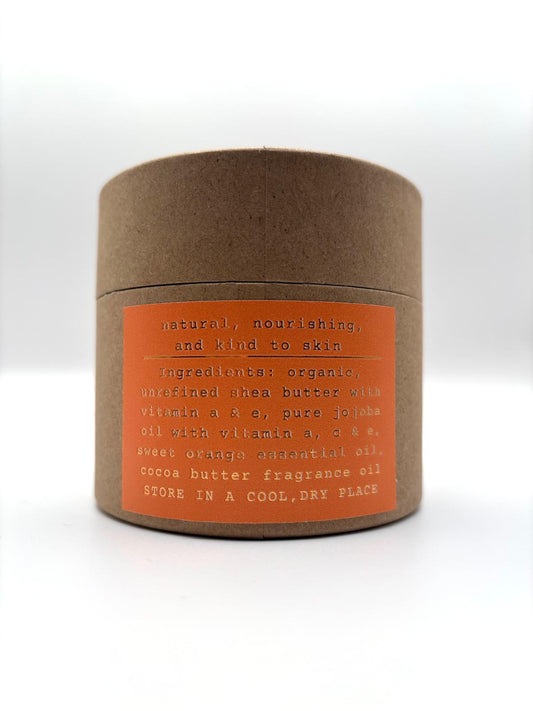 natural, nourishing,
and kind to skin
Ingredients: organic,
unrefined shea butter with
vitamin a & e, pure jojoba
oil with vitamin a, c & e,
sweet orange essential oil,
cocoa butter fragrance oil
STORE IN A COOL,DRY PLACE